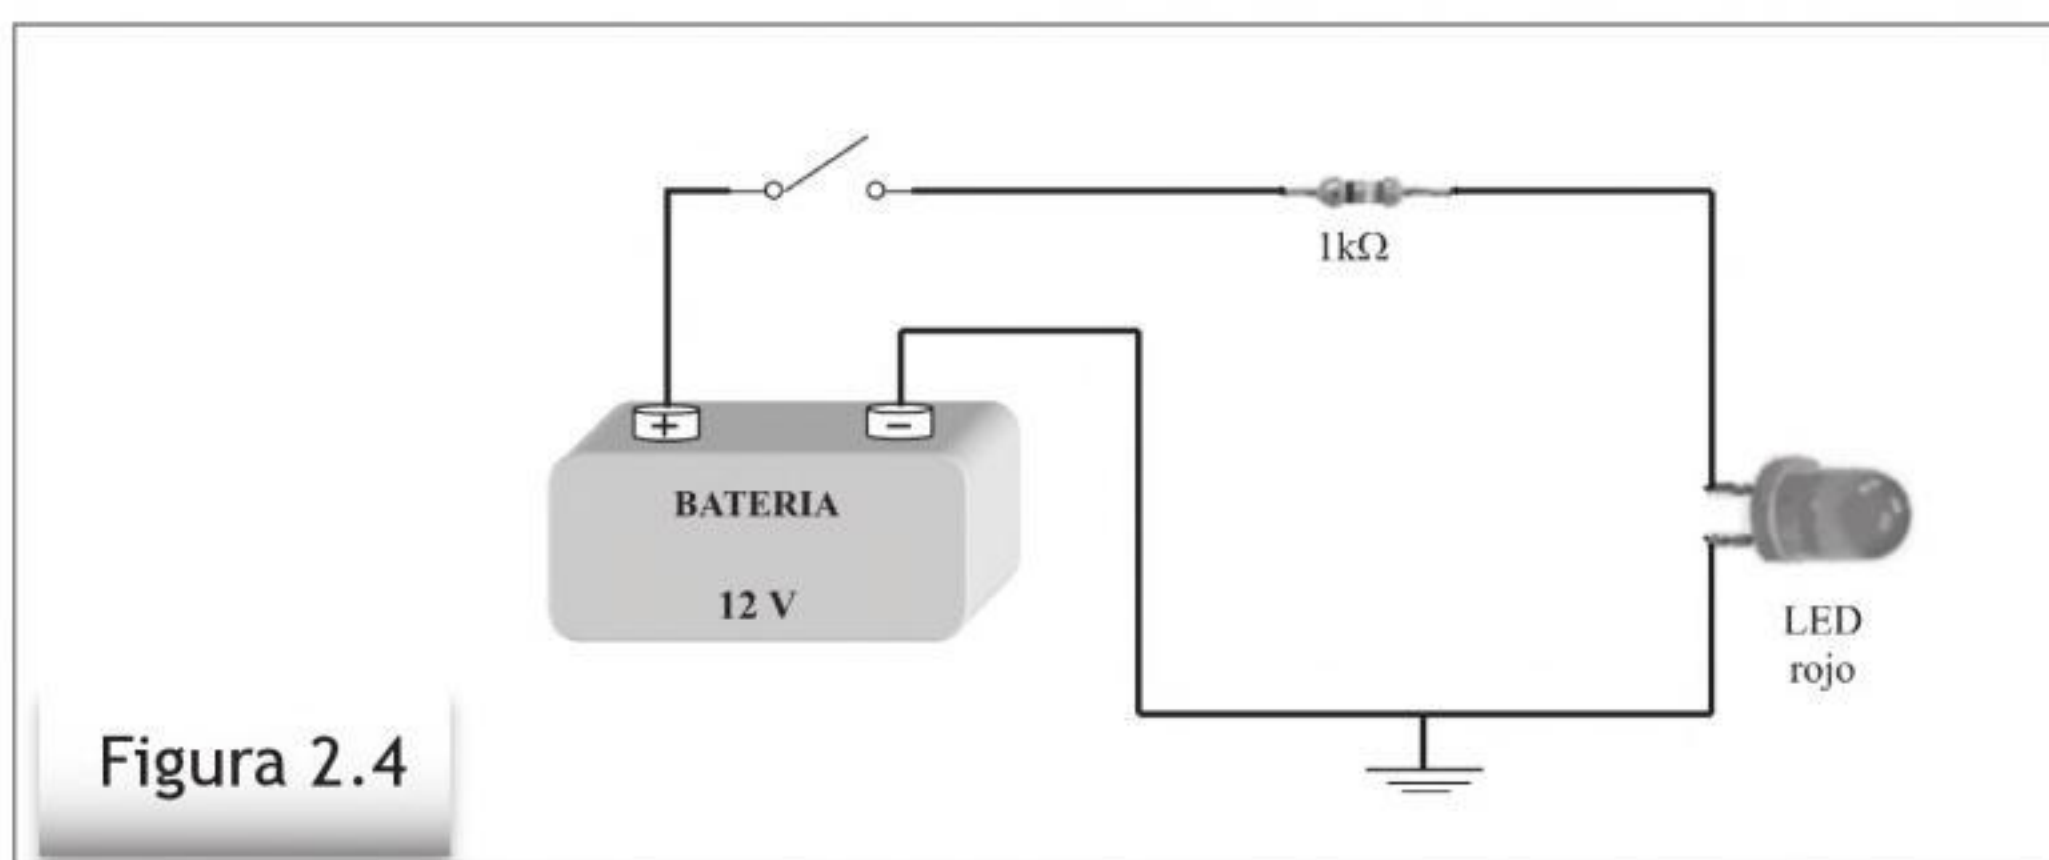 1kΩ
+
−
BATERIA
12 V
LED
rojo
Figura 2.4